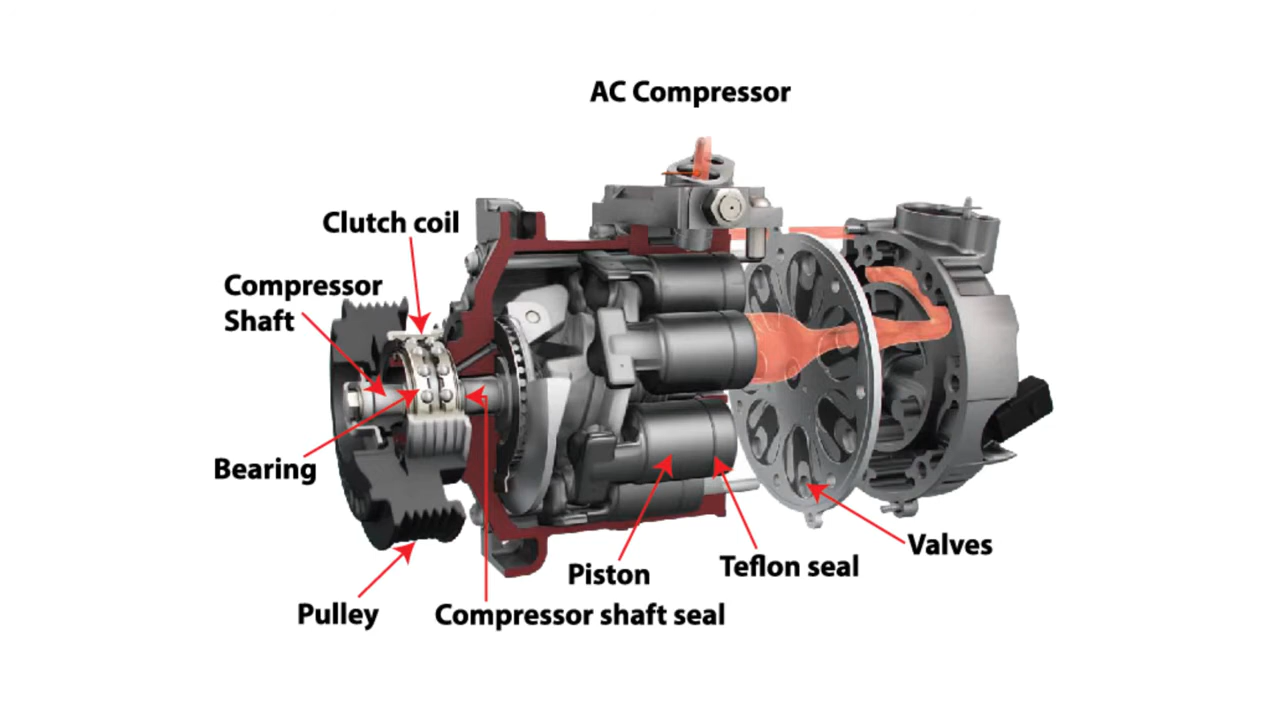 AC Compressor
Clutch coil
Compressor
Shaft
Bearing
Valves
Teflon seal
Piston
Pulley
Compressor shaft seal